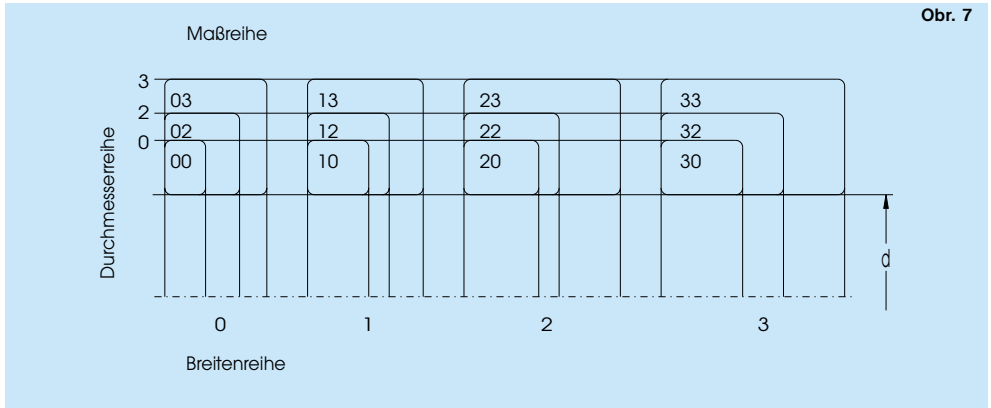 Obr. 7
Maßreihe
3
03 13 23 33
2
02 12 22 32
0
00 10 20 30
Durchmesserreihe
d
0 1 2 3
Breitenreihe